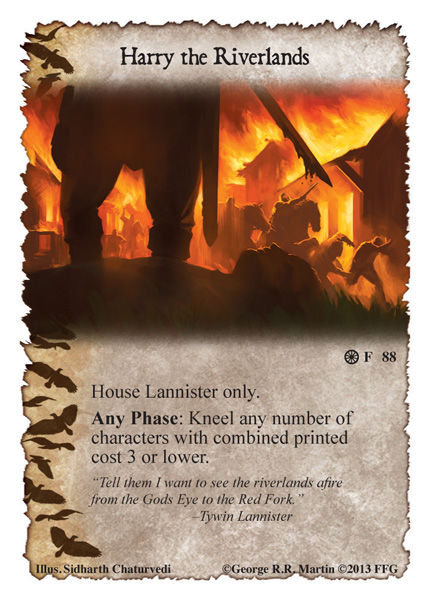 Harry the Riverlands
F 88
House Lannister only.
Any Phase: Kneel any number of
characters with combined printed
cost 3 or lower.
“Tell them I want to see the riverlands afire
from the Gods Eye to the Red Fork.”
–Tywin Lannister
Illus. Sidharth Chaturvedi ©George R.R. Martin ©2013 FFG